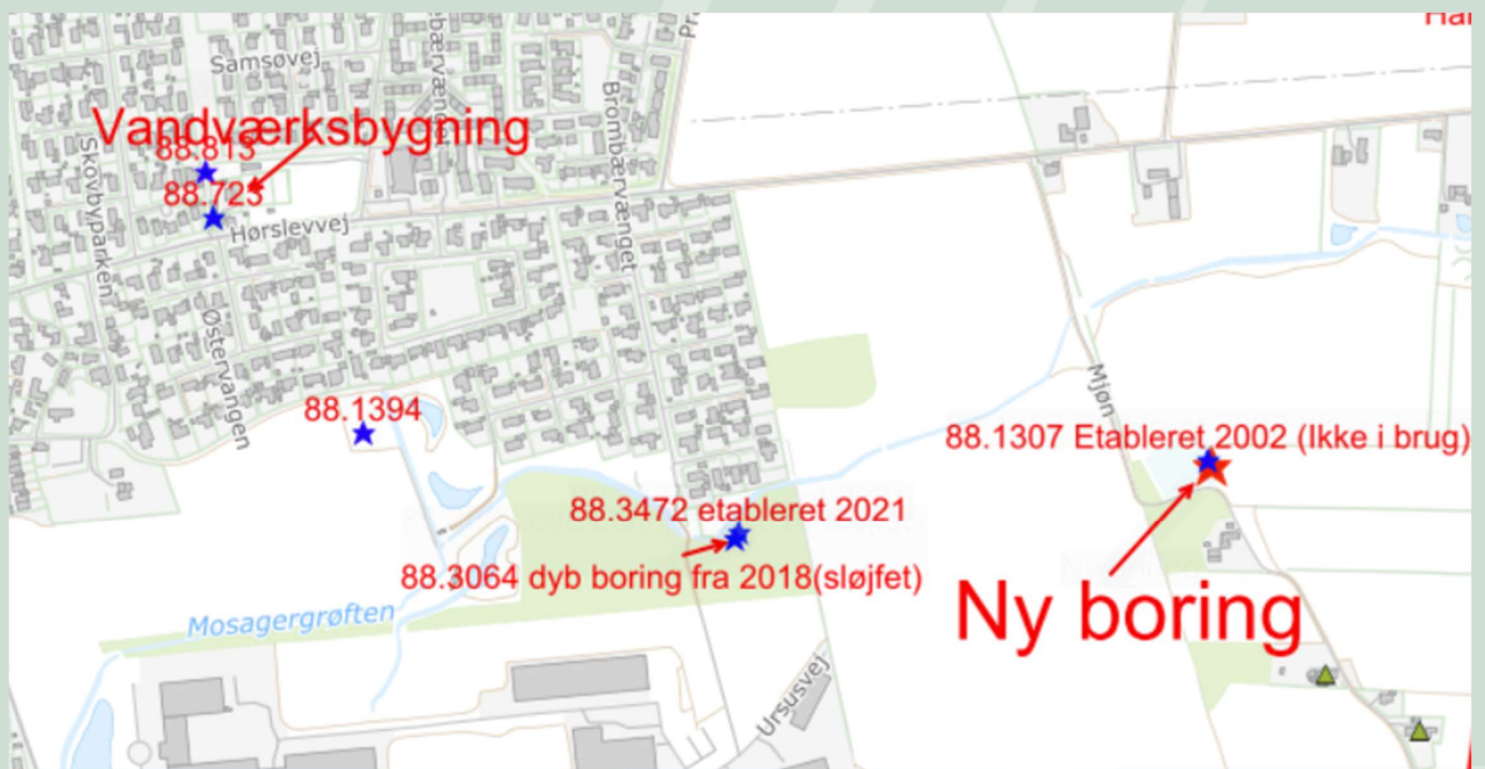 Samsøvej
Vandværksbygning
88.813
88.723
Hørslevvej
Skovbyparken
Brombærvænget
Østervangen
88.1394
Mjøn
88.1307 Etableret 2002 (Ikke i brug)
88.3472 etableret 2021
88.3064 dyb boring fra 2018(sløjfet)
Ny boring
Mosagergrøften
Ursusvej